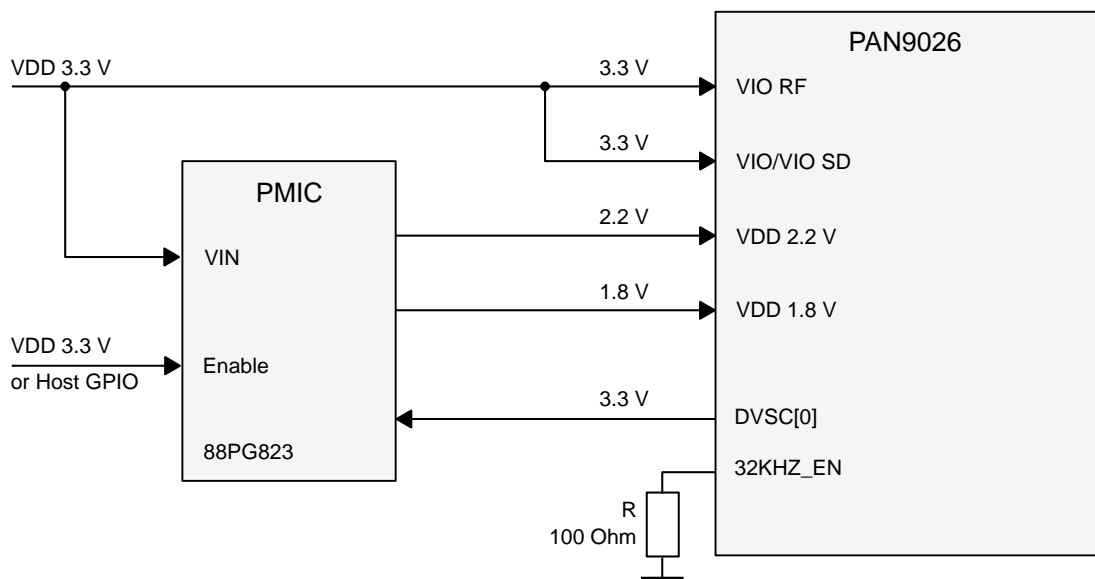 PAN9026
VDD 3.3 V
3.3 V
VIO RF
3.3 V
VIO/VIO SD
PMIC
2.2 V
VDD 2.2 V
VIN
1.8 V
VDD 1.8 V
VDD 3.3 V
or Host GPIO
Enable
3.3 V
DVSC[0]
88PG823
32KHZ_EN
R
100 Ohm